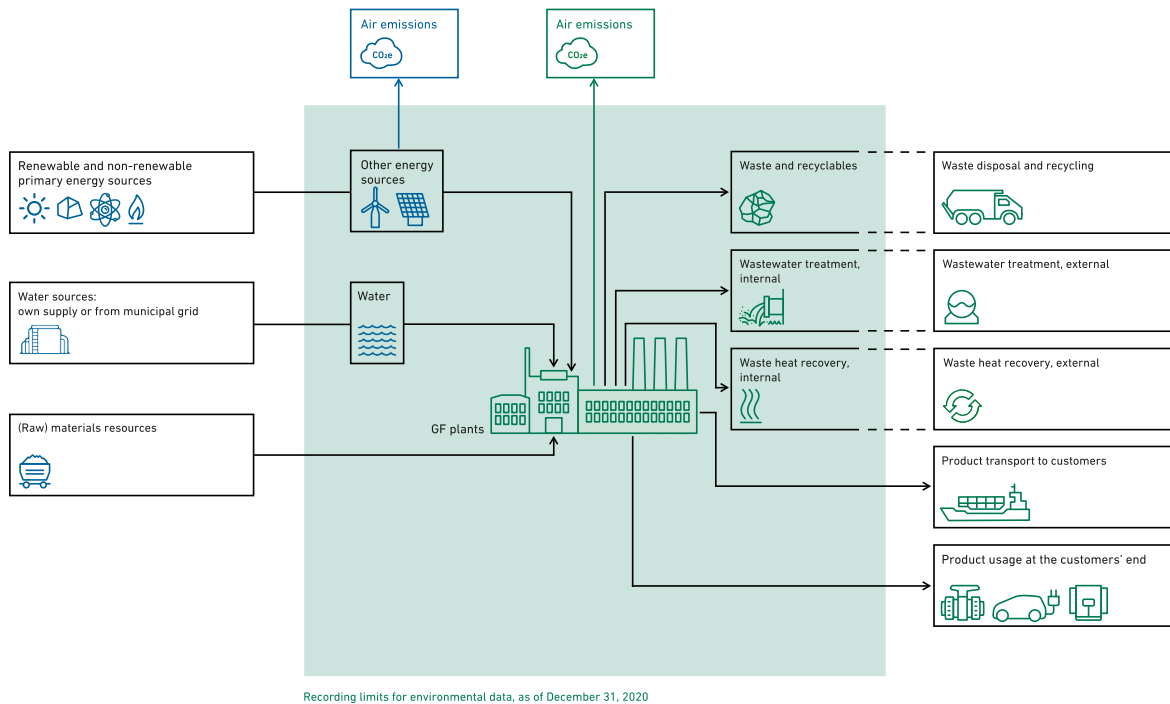 Air emissions
CO₂e
Air emissions
CO₂e
Renewable and non-renewable
primary energy sources
Other energy
sources
Waste and recyclables
Waste disposal and recycling
Water sources:
own supply or from municipal grid
Water
Wastewater treatment,
internal
Wastewater treatment, external
Waste heat recovery,
internal
Waste heat recovery, external
(Raw) materials resources
GF plants
Product transport to customers
Product usage at the customers’ end
Recording limits for environmental data, as of December 31, 2020